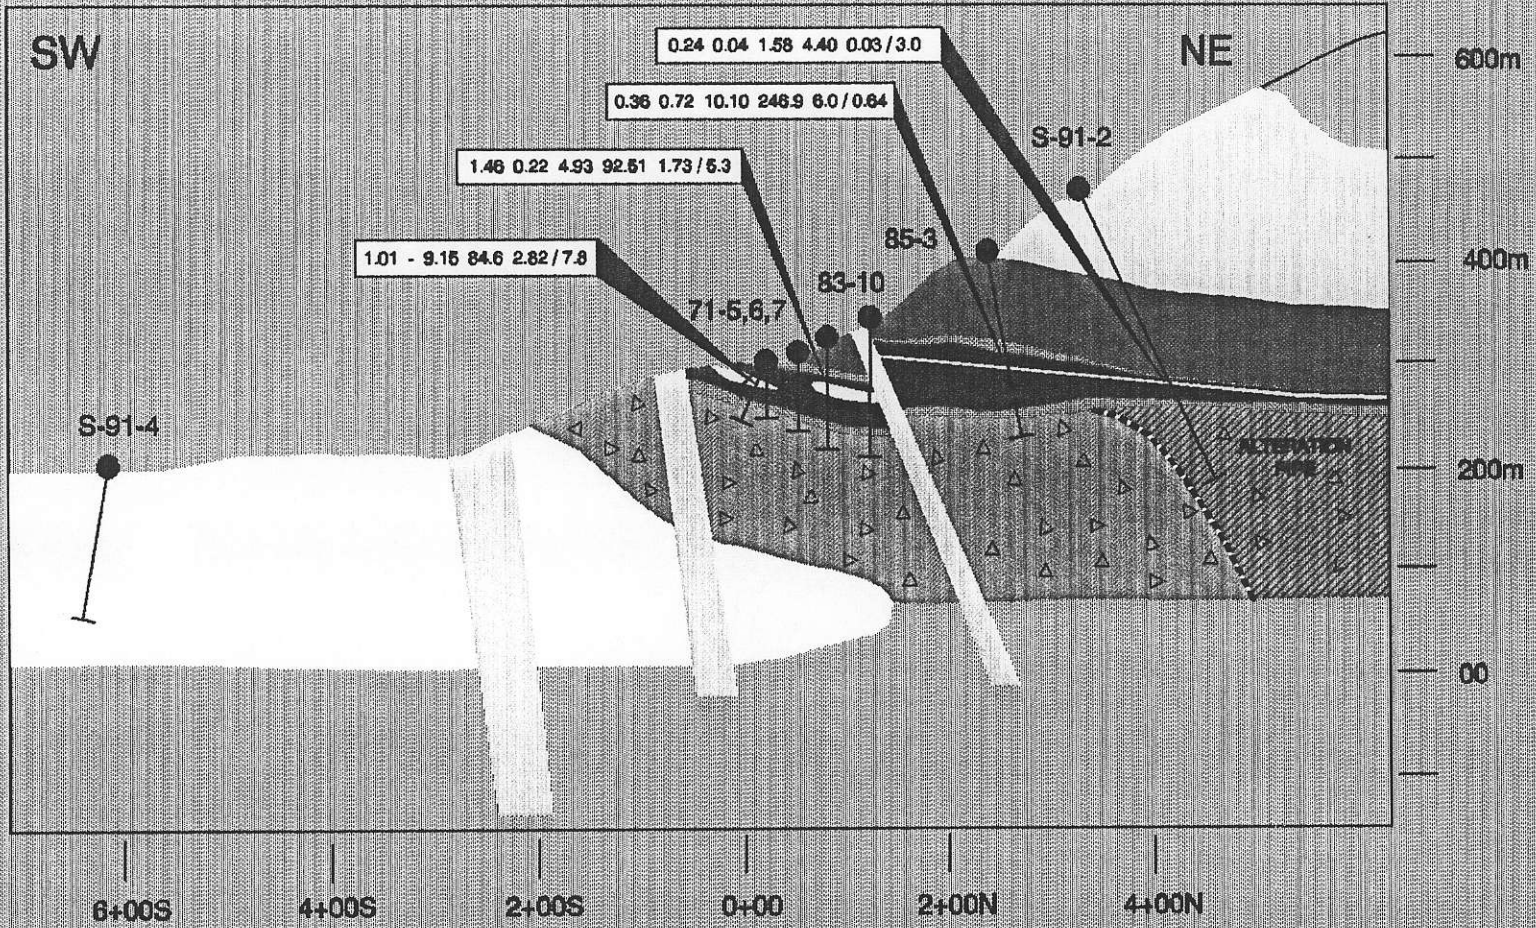 SW
NE
0.24 0.04 1.58 4.40 0.03 / 3.0
0.36 0.72 10.10 246.9 6.0 / 0.64
1.46 0.22 4.93 92.51 1.73 / 5.3
1.01 - 9.15 84.6 2.82 / 7.8
S-91-2
85-3
83-10
71-5,6,7
S-91-4
ALTERATION
PIPE
600m
400m
200m
00
6+00S
4+00S
2+00S
0+00
2+00N
4+00N